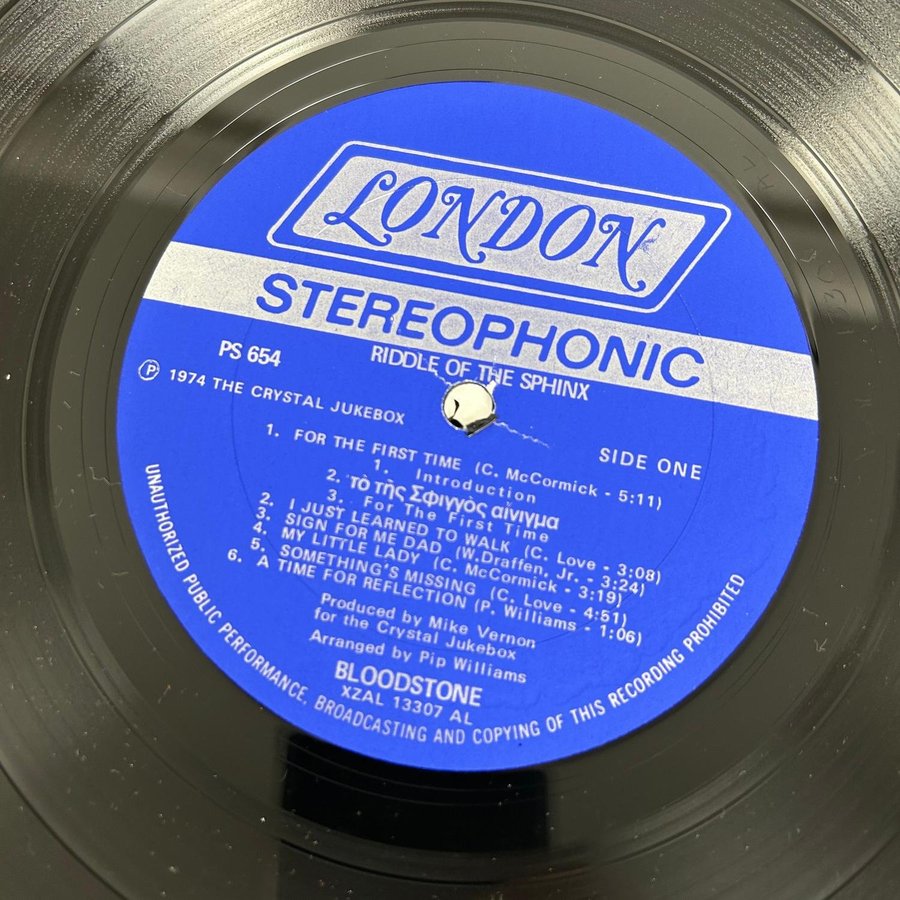 LONDON
STEREOPHONIC
PS 654
RIDDLE OF THE SPHINX
Ⓟ 1974 THE CRYSTAL JUKEBOX
SIDE ONE
1. FOR THE FIRST TIME (C. McCORMICK - 5:11)
1. Introduction
2. τὸ τῆς Σφιγγὸς αἴνιγμα
3. For The First Time
2. I JUST LEARNED TO WALK (C. Love - 3:08)
3. SIGN FOR ME DAD (W.Draffen, Jr. - 3:24)
4. MY LITTLE LADY (C. McCormick - 3:19)
5. SOMETHING'S MISSING (C. Love - 4:51)
6. A TIME FOR REFLECTION (P. Williams - 1:06)
Produced by Mike Vernon
for the Crystal Jukebox
Arranged by Pip Williams
BLOODSTONE
XZAL 13307 AL
UNAUTHORIZED PUBLIC PERFORMANCE, BROADCASTING AND COPYING OF THIS RECORDING PROHIBITED